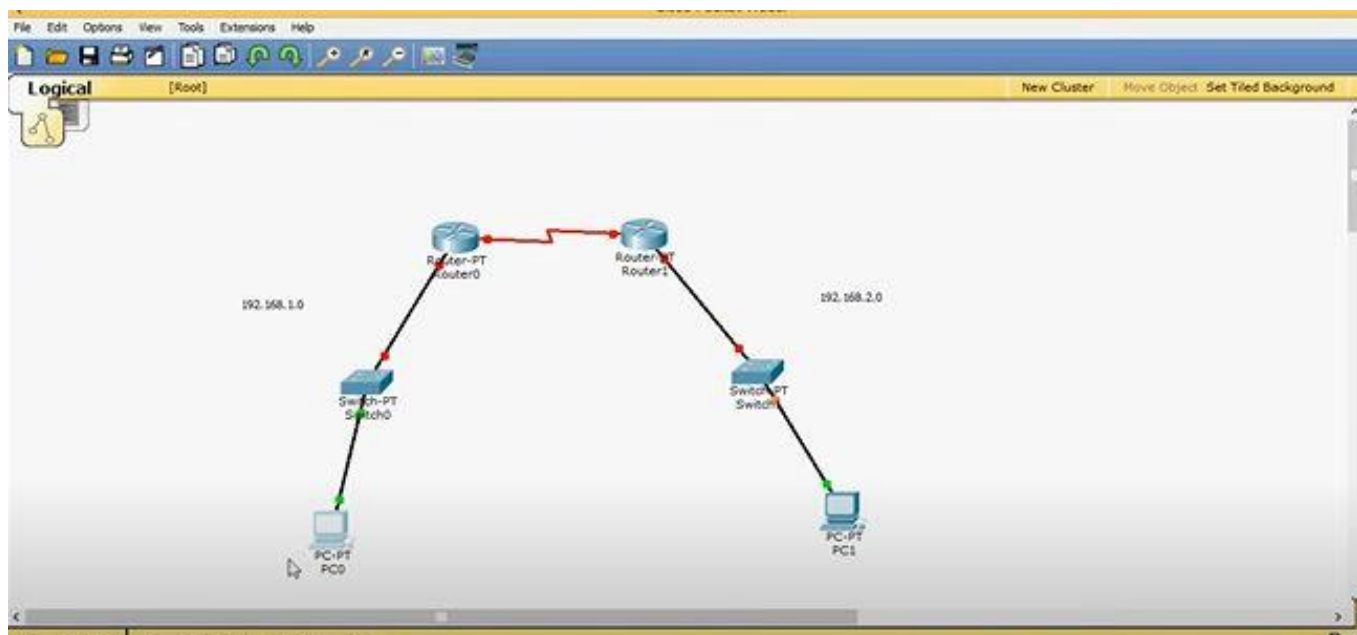 File Edit Options View Tools Extensions Help
Logical [Root] New Cluster Move Object Set Tiled Background
Router-PT
Router0
Router-PT
Router1
192.168.1.0
192.168.2.0
Switch-PT
Switch0
Switch-PT
PC-PT
PC0
PC-PT
PC1